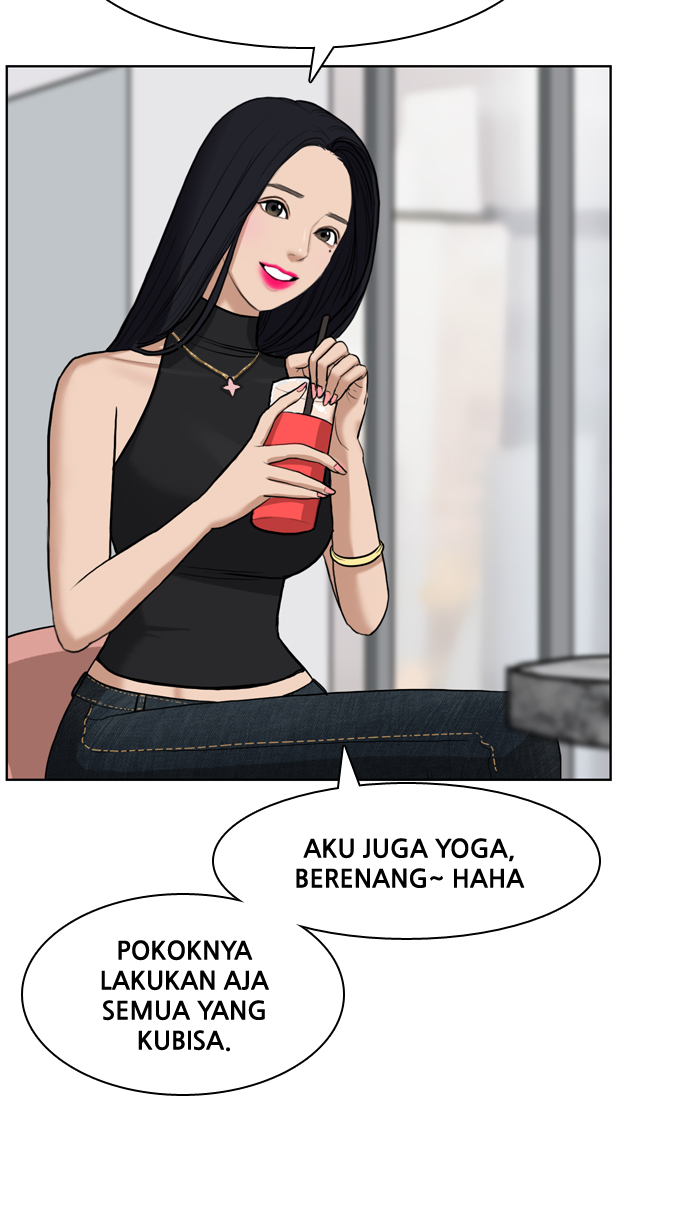 AKU JUGA YOGA,
BERENANG~ HAHA
POKOKNYA
LAKUKAN AJA
SEMUA YANG
KUBISA.